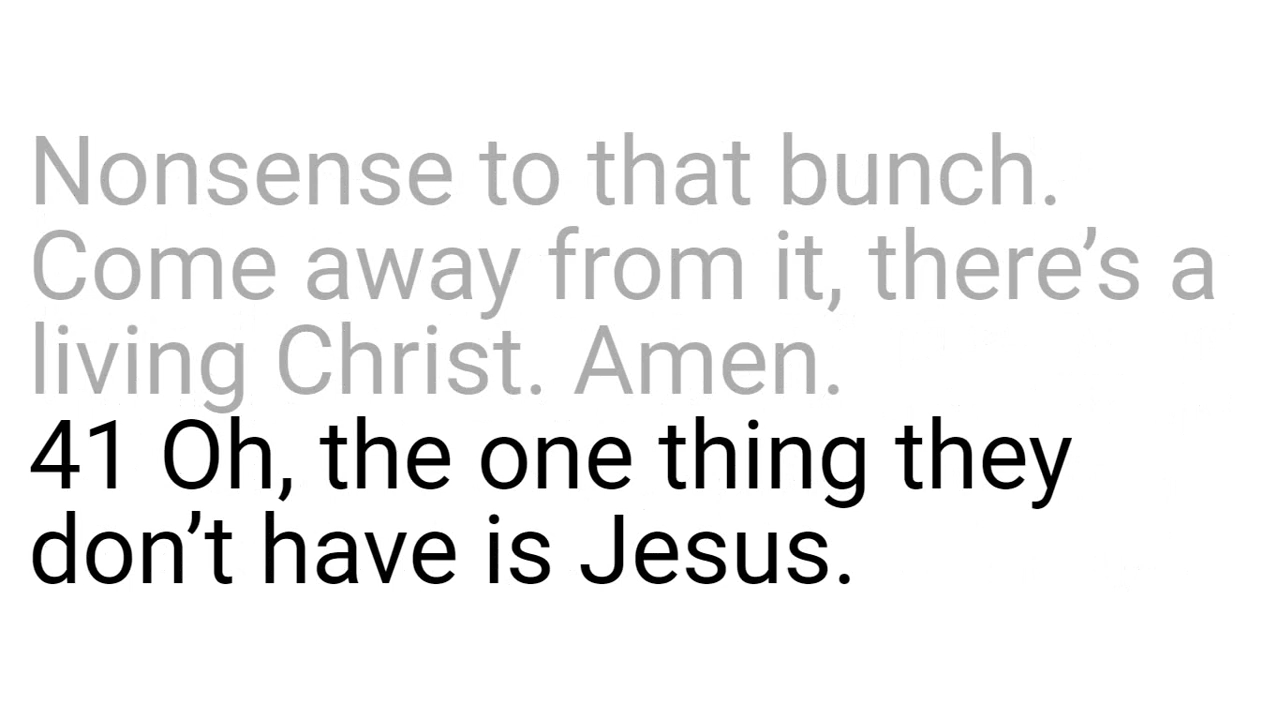 Nonsense to that bunch.
Come away from it, there’s a
living Christ. Amen.
41 Oh, the one thing they
don’t have is Jesus.